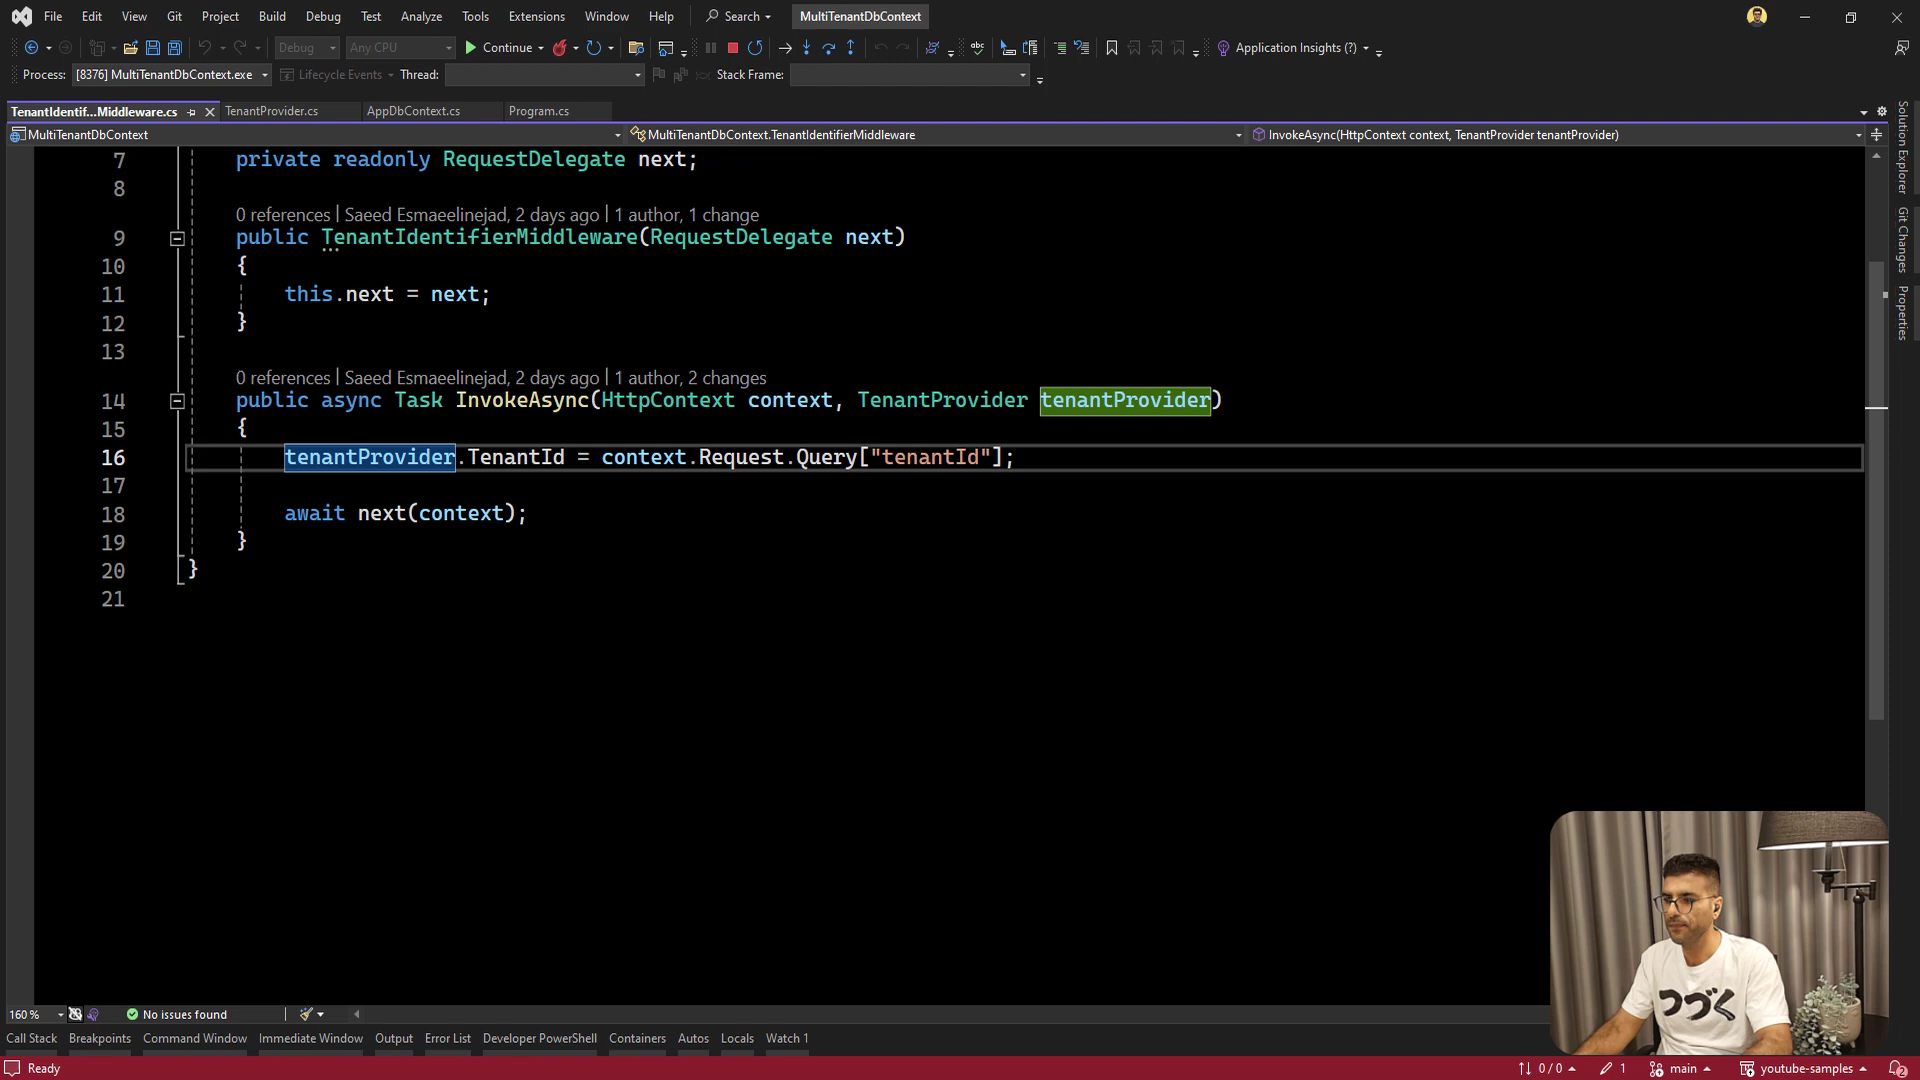 File Edit View Git Project Build Debug Test Analyze Tools Extensions Window Help Search MultiTenantDbContext
Debug Any CPU Continue Application Insights (?)
Process: [8376] MultiTenantDbContext.exe Lifecycle Events Thread: Stack Frame:
TenantIdentif...Middleware.cs TenantProvider.cs AppDbContext.cs Program.cs
MultiTenantDbContext MultiTenantDbContext.TenantIdentifierMiddleware InvokeAsync(HttpContext context, TenantProvider tenantProvider)
7 private readonly RequestDelegate next;
8
0 references | Saeed Esmaeelinejad, 2 days ago | 1 author, 1 change
9 public TenantIdentifierMiddleware(RequestDelegate next)
10 {
11 this.next = next;
12 }
13
0 references | Saeed Esmaeelinejad, 2 days ago | 1 author, 2 changes
14 public async Task InvokeAsync(HttpContext context, TenantProvider tenantProvider)
15 {
16 tenantProvider.TenantId = context.Request.Query["tenantId"];
17
18 await next(context);
19 }
20 }
21
Solution Explorer
Git Changes
Properties
つづく
160 % No issues found
Call Stack Breakpoints Command Window Immediate Window Output Error List Developer PowerShell Containers Autos Locals Watch 1
Ready 0 / 0 1 main youtube-samples 2